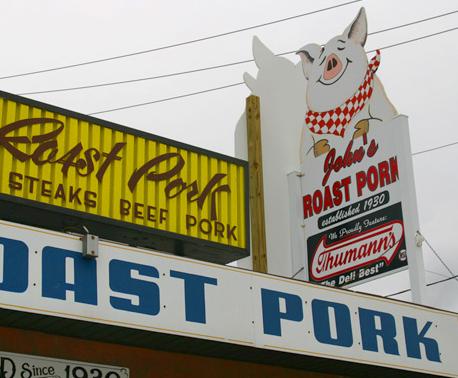 Roast Pork
STEAKS BEEF PORK
John's
ROAST PORK
established 1930
We Proudly Feature:
Thumann's
"The Deli Best"
OAST PORK
D Since 1930